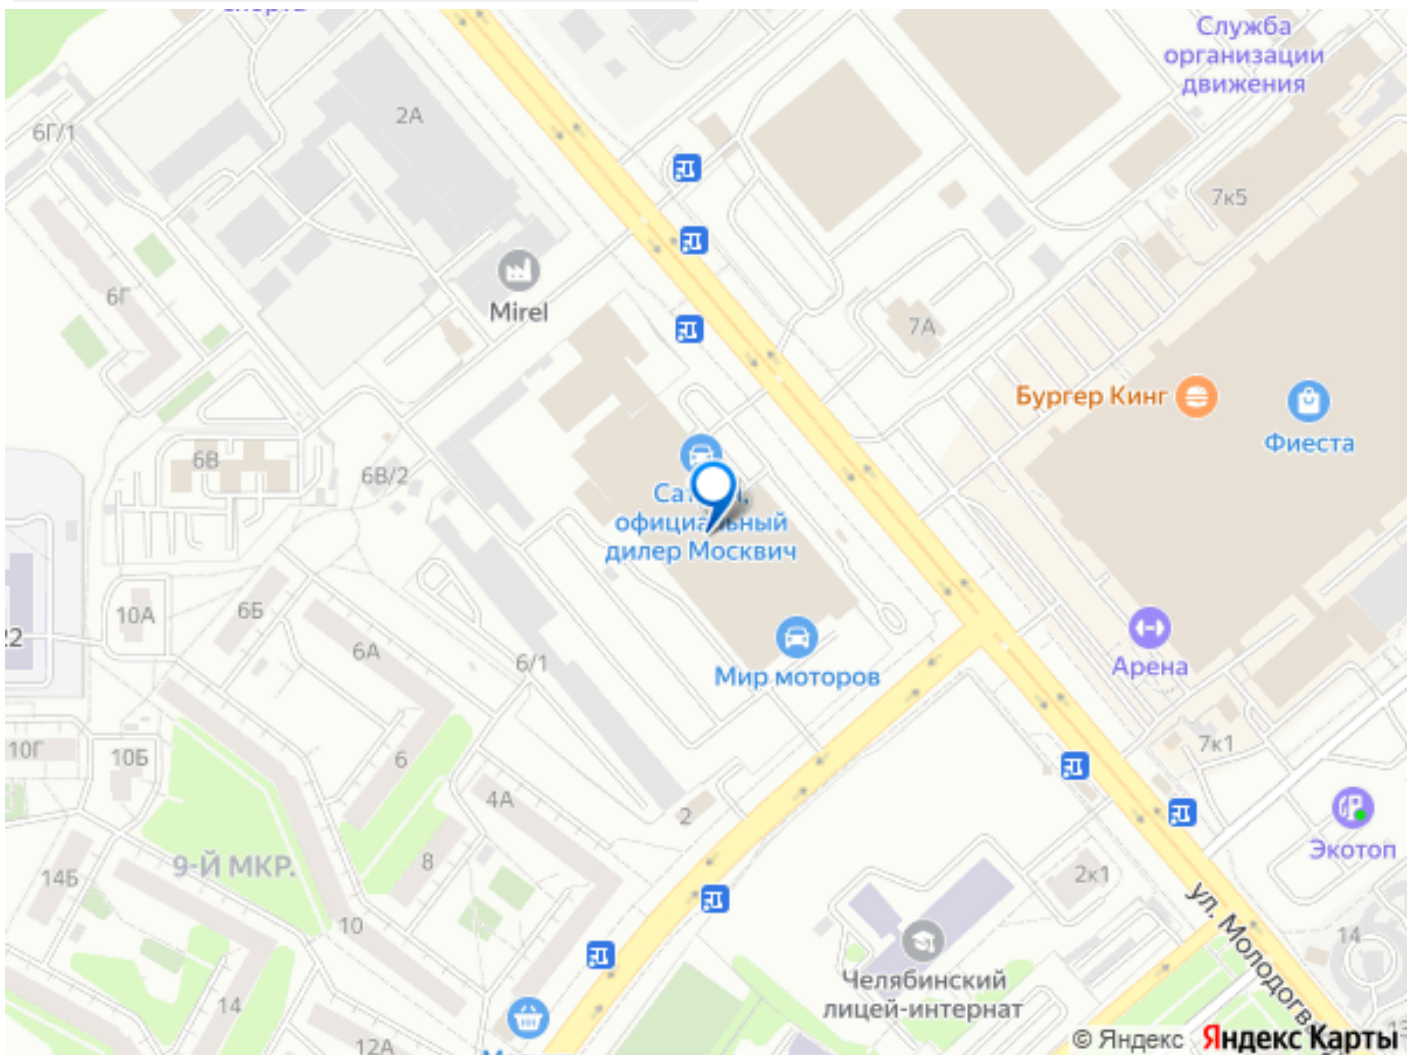 Служба
организации
движения
2А
6Г/1
7к5
6Г
Mirel
7А
Бургер Кинг
Фиеста
6В
6В/2
официальный
дилер Москвич
10А
6Б
22
6А
6/1
Мир моторов
Арена
10Г
10Б
6
7к1
4А
2
Экотоп
9-Й МКР.
8
14Б
2к1
10
ул. Молодогв
14
Челябинский
лицей-интернат
14
12А
© Яндекс Яндекс Карты